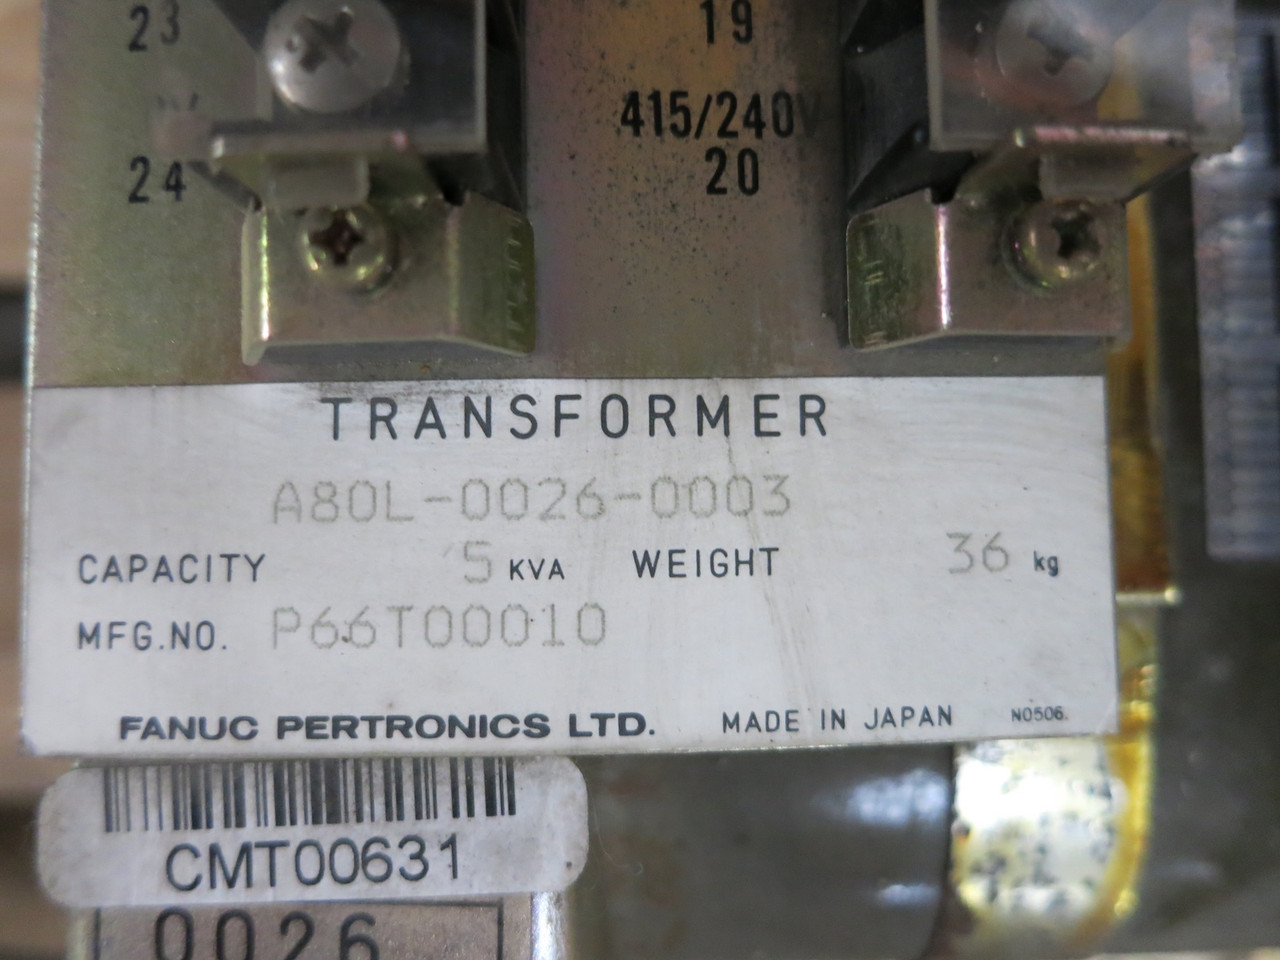 23
19
415/240V
24
20
TRANSFORMER
A80L-0026-0003
CAPACITY 5 KVA WEIGHT 36 kg
MFG.NO. P66T00010
FANUC PERTRONICS LTD. MADE IN JAPAN N0506.
CMT00631
0026